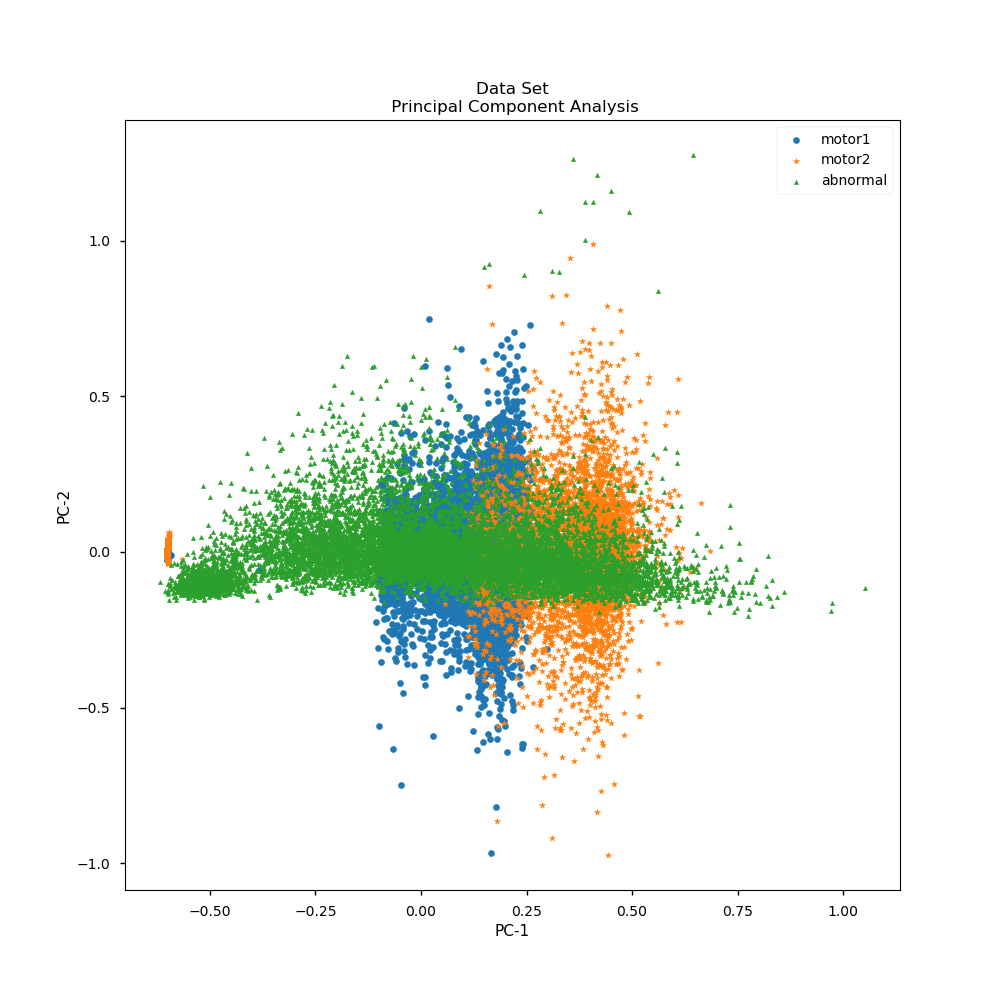 Data Set
Principal Component Analysis
motor1
motor2
abnormal
PC-2
1.0
0.5
0.0
−0.5
−1.0
−0.50
−0.25
0.00
0.25
0.50
0.75
1.00
PC-1